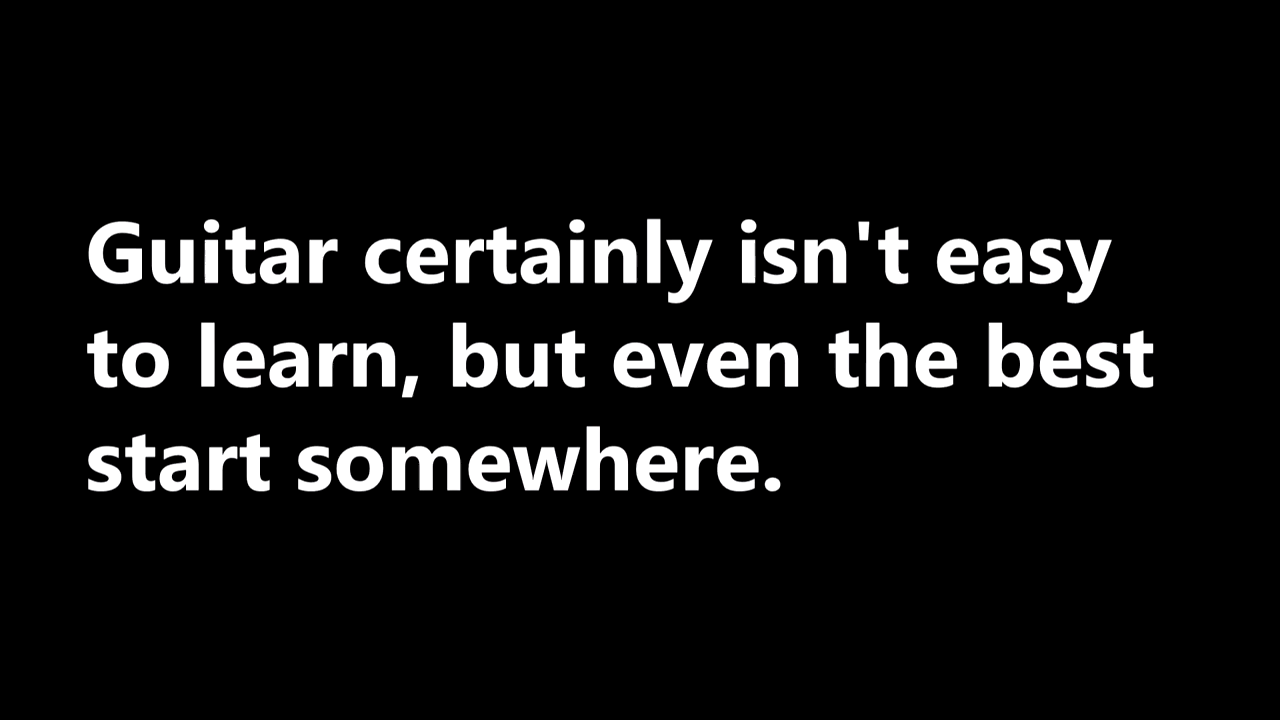 Guitar certainly isn't easy
to learn, but even the best
start somewhere.